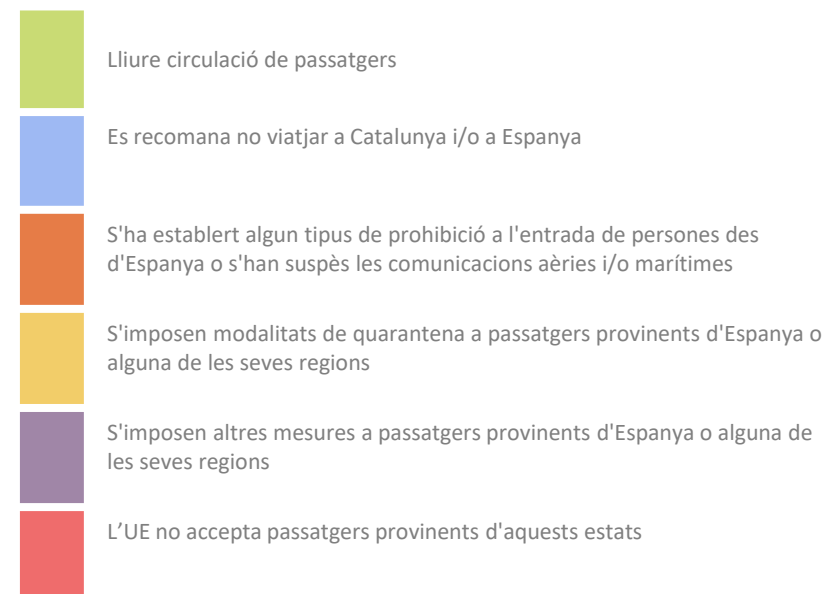 Lliure circulació de passatgers
Es recomana no viatjar a Catalunya i/o a Espanya
S'ha establert algun tipus de prohibició a l'entrada de persones des
d'Espanya o s'han suspès les comunicacions aèries i/o marítimes
S'imposen modalitats de quarantena a passatgers provinents d'Espanya o
alguna de les seves regions
S'imposen altres mesures a passatgers provinents d'Espanya o alguna de
les seves regions
L’UE no accepta passatgers provinents d'aquests estats